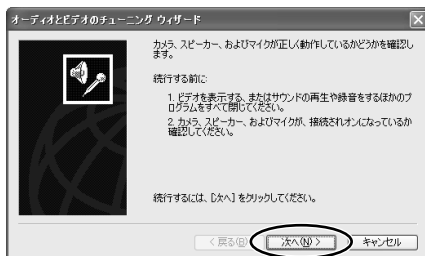 オーディオとビデオのチューニング ウィザード
カメラ、スピーカー、およびマイクが正しく動作しているかどうかを確認し
ます。
続行する前に:
1. ビデオを表示する、またはサウンドの再生や録音をするほかのプ
ログラムをすべて閉じてください。
2. カメラ、スピーカー、およびマイクが、接続されオンになっているか
確認してください。
続行するには、[次へ] をクリックしてください。
< 戻る(B)
次へ(N) >
キャンセル